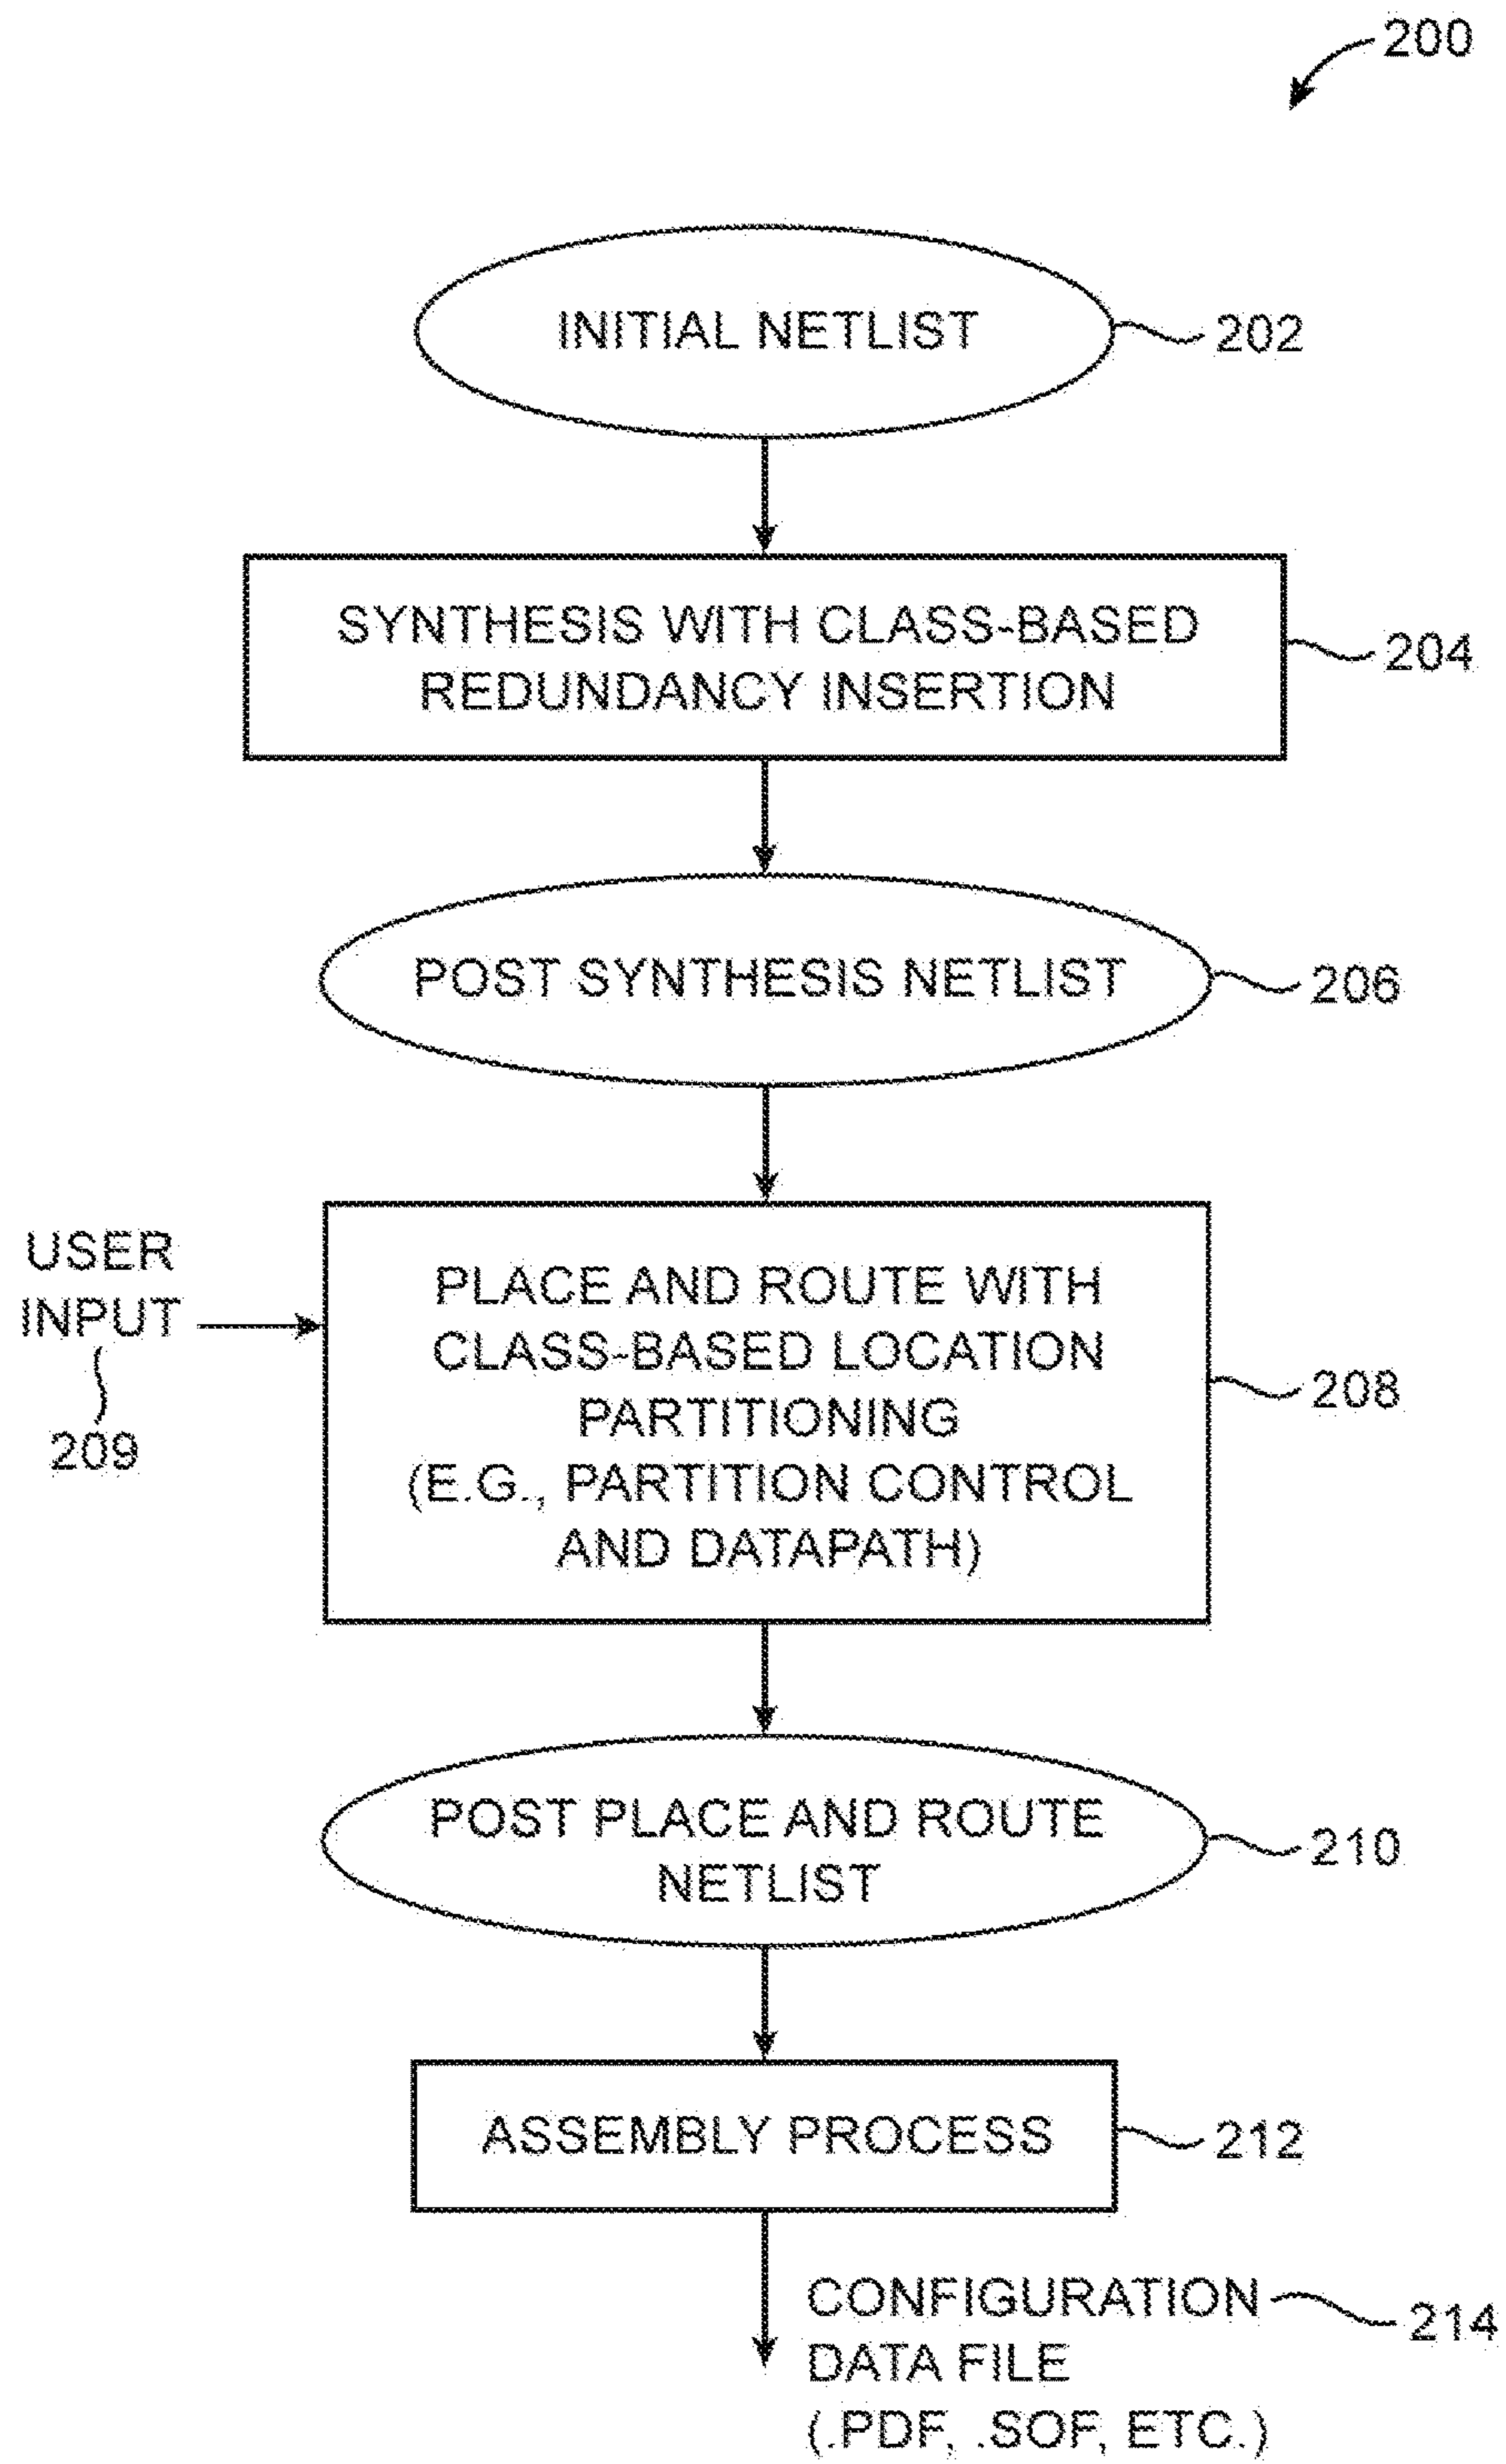 200
INITIAL NETLIST
202
SYNTHESIS WITH CLASS-BASED
REDUNDANCY INSERTION
204
POST SYNTHESIS NETLIST
206
USER
INPUT
209
PLACE AND ROUTE WITH
CLASS-BASED LOCATION
PARTITIONING
(E.G., PARTITION CONTROL
AND DATAPATH)
208
POST PLACE AND ROUTE
NETLIST
210
ASSEMBLY PROCESS
212
CONFIGURATION
DATA FILE
(.PDF, .SOF, ETC.)
214